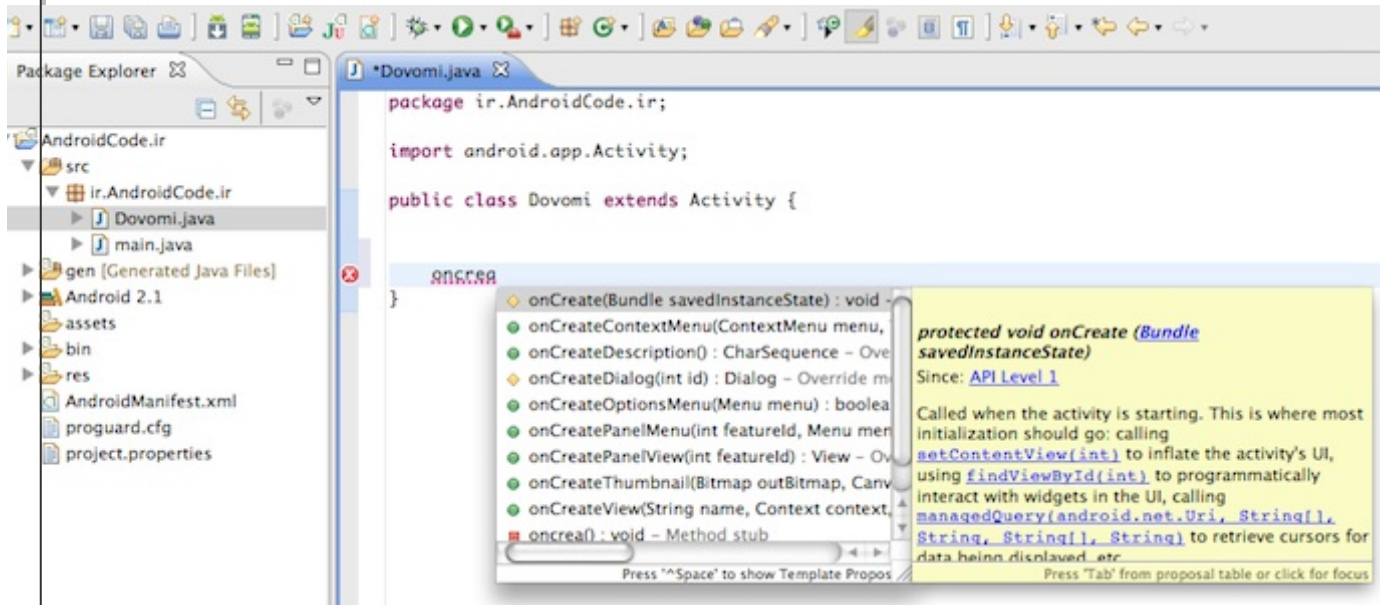 Package Explorer
AndroidCode.ir
src
ir.AndroidCode.ir
Dovomi.java
main.java
gen [Generated Java Files]
Android 2.1
assets
bin
res
AndroidManifest.xml
proguard.cfg
project.properties
*Dovomi.java
package ir.AndroidCode.ir;
import android.app.Activity;
public class Dovomi extends Activity {
oncrea
}
onCreate(Bundle savedInstanceState) : void -
onCreateContextMenu(ContextMenu menu,
onCreateDescription() : CharSequence – Ove
onCreateDialog(int id) : Dialog – Override m
onCreateOptionsMenu(Menu menu) : boolea
onCreatePanelMenu(int featureId, Menu men
onCreatePanelView(int featureId) : View – Ov
onCreateThumbnail(Bitmap outBitmap, Canv
onCreateView(String name, Context context,
oncrea() : void – Method stub
Press '^Space' to show Template Propos
protected void onCreate (Bundle
savedInstanceState)
Since: API Level 1
Called when the activity is starting. This is where most
initialization should go: calling
setContentView(int) to inflate the activity's UI,
using findViewById(int) to programmatically
interact with widgets in the UI, calling
managedQuery(android.net.Uri, String[],
String, String[], String) to retrieve cursors for
data being displayed, etc
Press 'Tab' from proposal table or click for focus